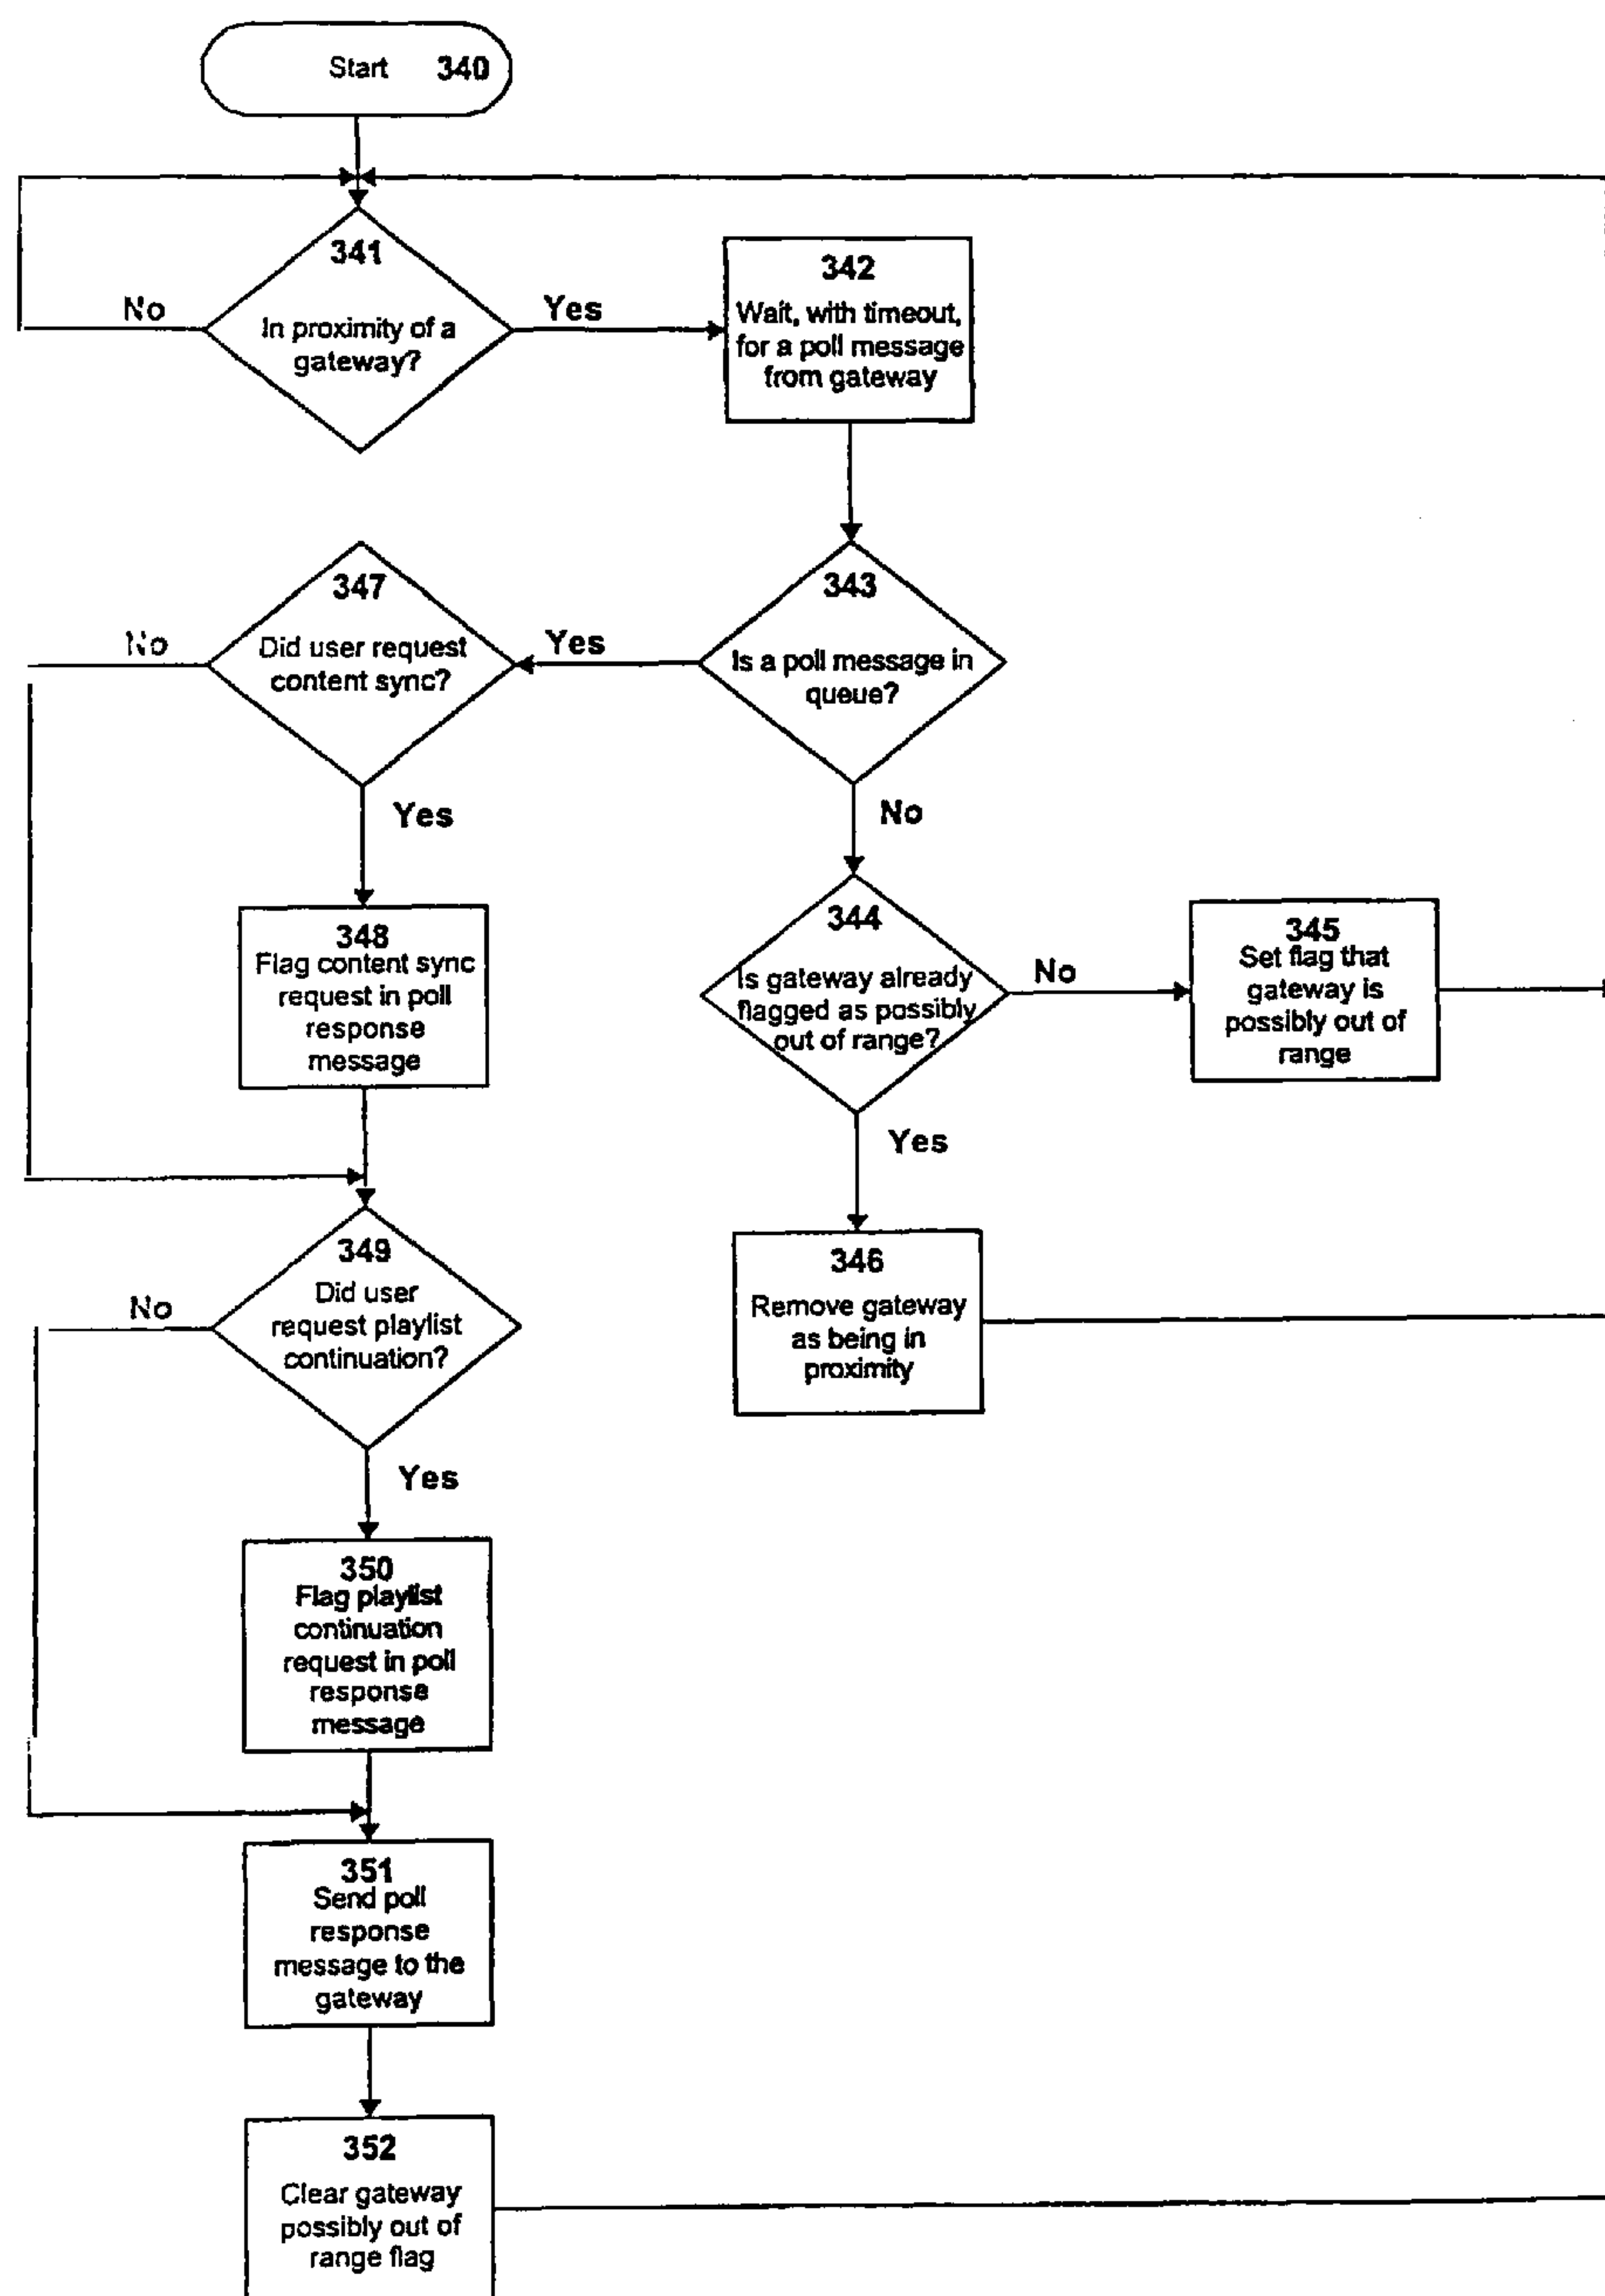 Start 340
341
In proximity of a
gateway?
No
Yes
342
Wait, with timeout,
for a poll message
from gateway
343
Is a poll message in
queue?
Yes
No
347
Did user request
content sync?
No
Yes
344
Is gateway already
flagged as possibly
out of range?
No
Yes
345
Set flag that
gateway is
possibly out of
range
348
Flag content sync
request in poll
response
message
346
Remove gateway
as being in
proximity
349
Did user
request playlist
continuation?
No
Yes
350
Flag playlist
continuation
request in poll
response
message
351
Send poll
response
message to the
gateway
352
Clear gateway
possibly out of
range flag